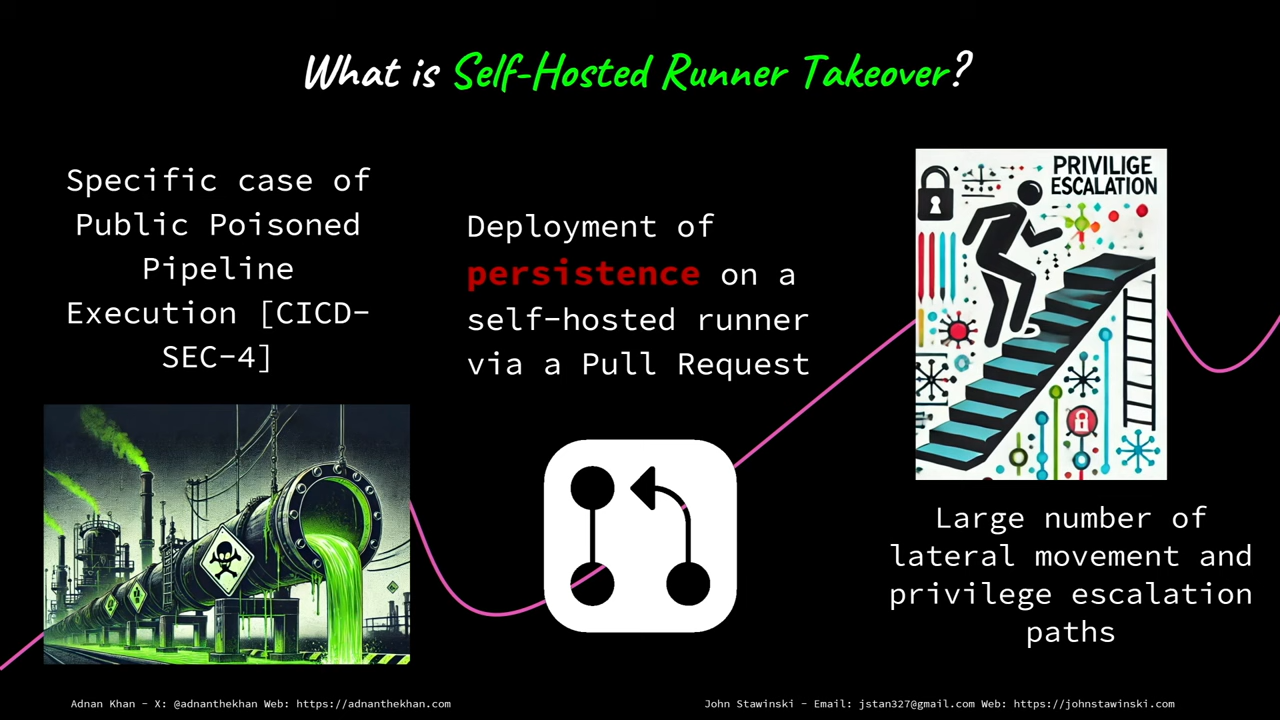 What is Self-Hosted Runner Takeover?
Specific case of
Public Poisoned
Pipeline
Execution [CICD-
SEC-4]
Deployment of
persistence on a
self-hosted runner
via a Pull Request
PRIVILIGE
ESCALATION
Large number of
lateral movement and
privilege escalation
paths
Adnan Khan - X: @adnanthekhan Web: https://adnanthekhan.com
John Stawinski - Email: jstan327@gmail.com Web: https://johnstawinski.com